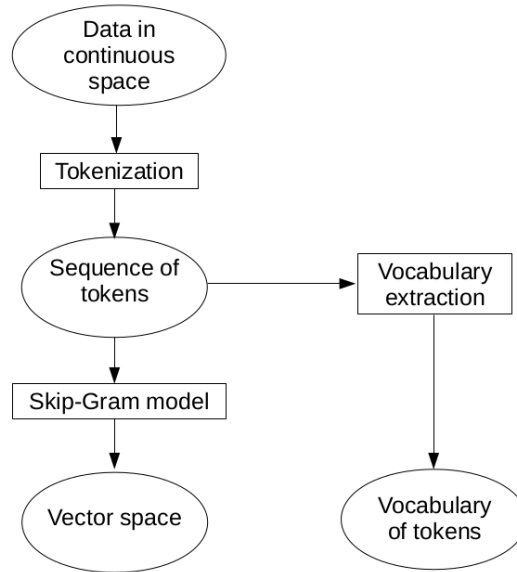 Data in
continuous
space
Tokenization
Sequence of
tokens
Vocabulary
extraction
Skip-Gram model
Vector space
Vocabulary
of tokens